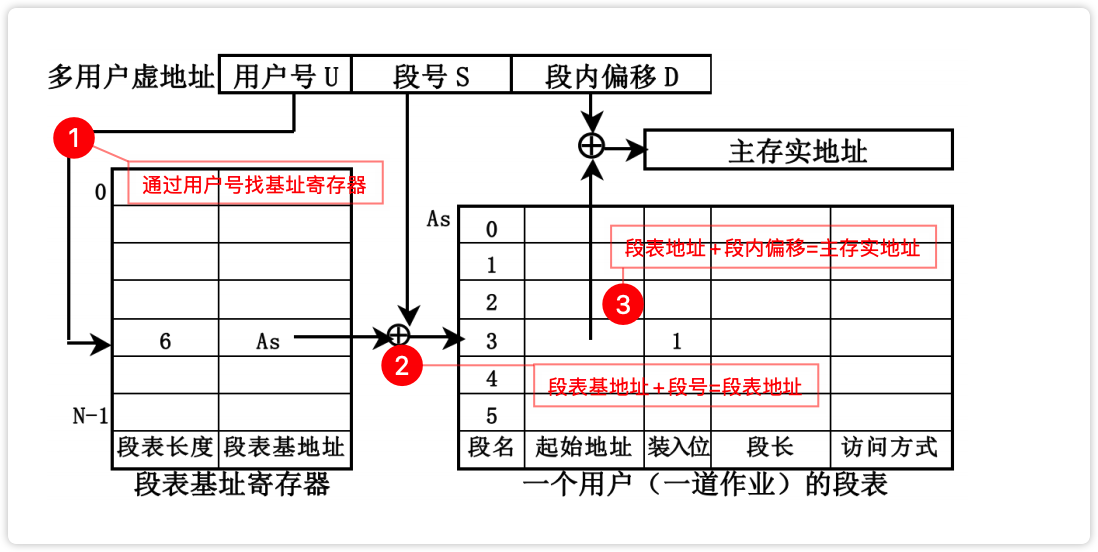 多用户虚地址 用户号 U 段号 S 段内偏移 D
1
通过用户号找基址寄存器
主存实地址
0
As
0
段表地址+段内偏移=主存实地址
1
2
3
6 As
3 1
2
4
段表基地址+段号=段表地址
N-1
5
段表长度 段表基地址
段名 起始地址 装入位 段长 访问方式
段表基址寄存器
一个用户（一道作业）的段表